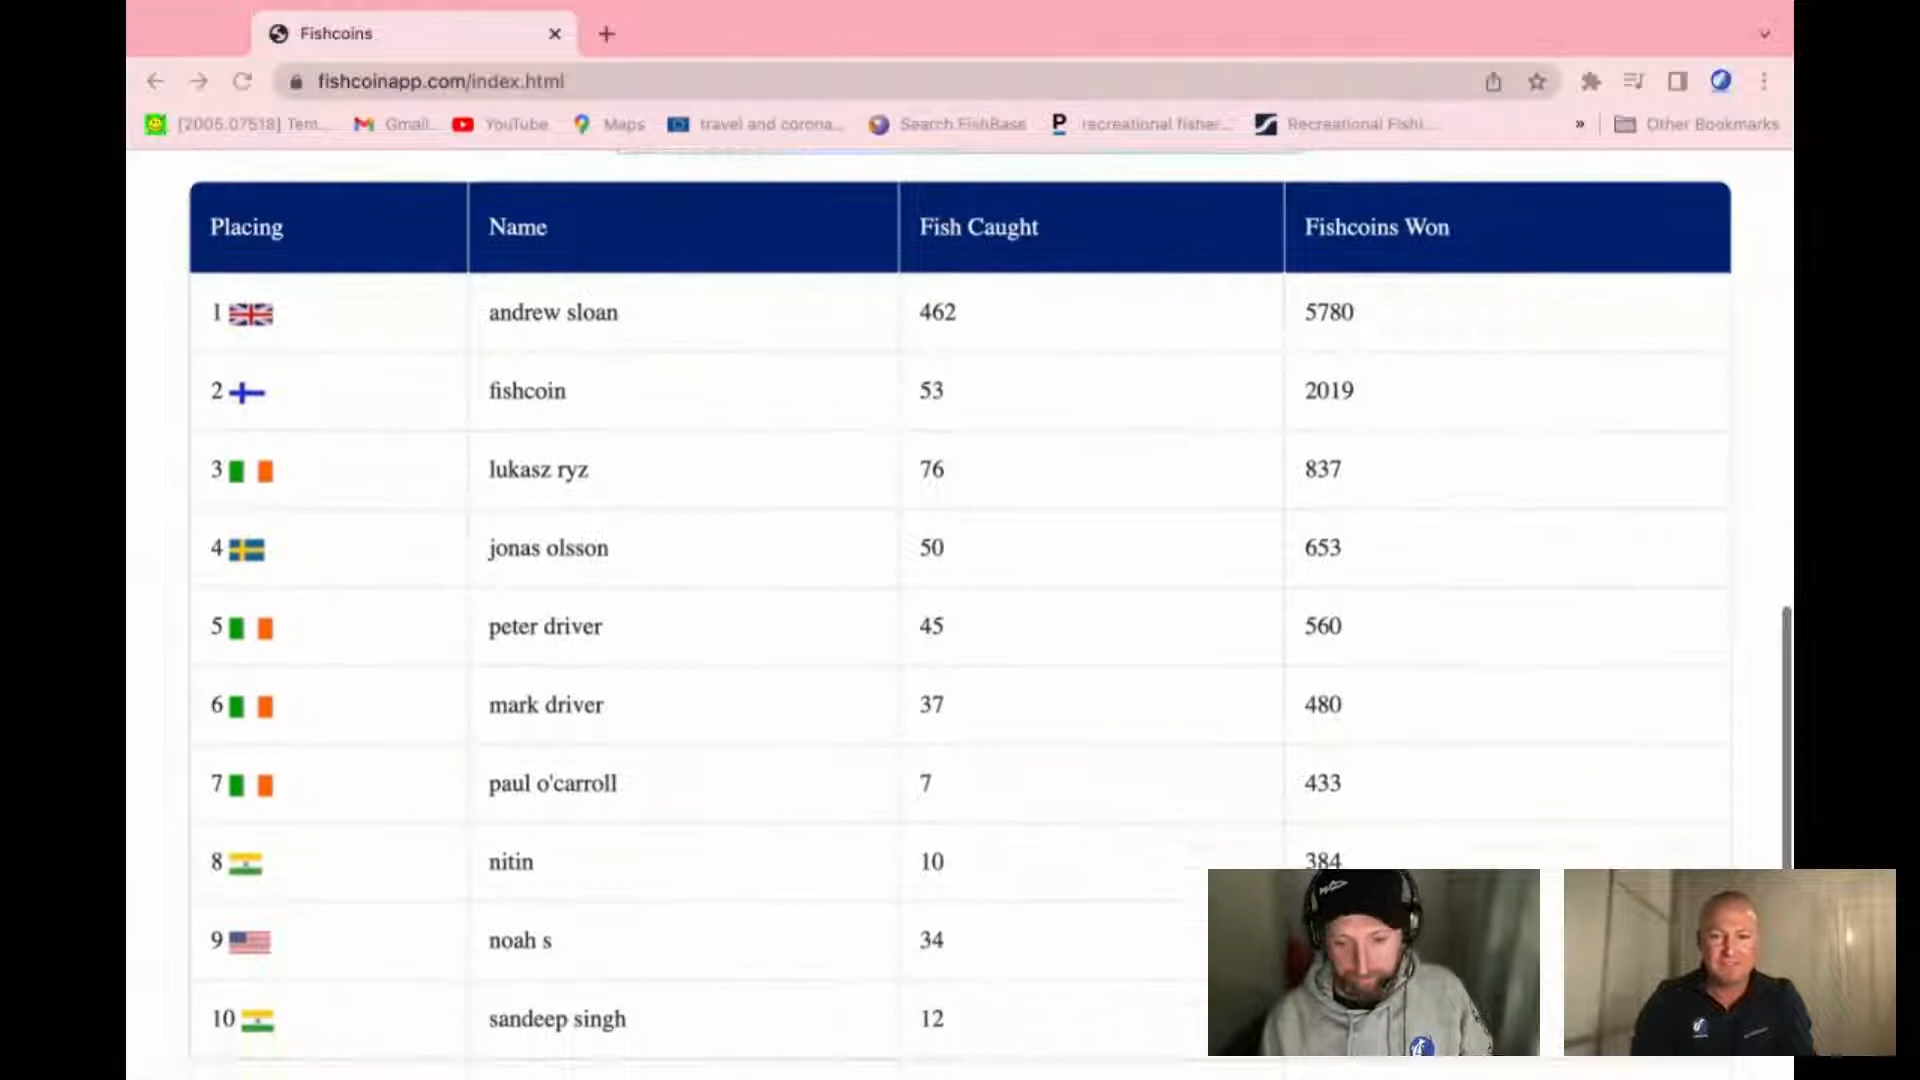 Fishcoins
fishcoinapp.com/index.html
[2005.07518] Tem... Gmail YouTube Maps travel and corona... Search FishBase recreational fisher... Recreational Fishi... » Other Bookmarks
Placing Name Fish Caught Fishcoins Won
1 andrew sloan 462 5780
2 fishcoin 53 2019
3 lukasz ryz 76 837
4 jonas olsson 50 653
5 peter driver 45 560
6 mark driver 37 480
7 paul o'carroll 7 433
8 nitin 10 384
9 noah s 34
10 sandeep singh 12